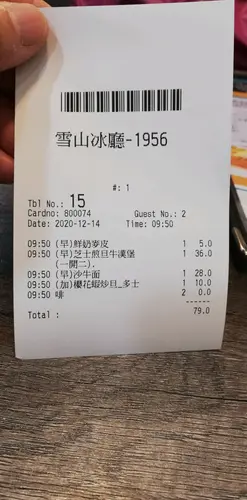 雪山冰廳-1956
#: 1
Tbl No.: 15
Cardno: 800074 Guest No.: 2
Date: 2020-12-14 Time: 09:50
09:50 (早)鮮奶麥皮 1 5.0
09:50 (早)芝士煎旦牛漢堡 1 36.0
(一開二).
09:50 (早)沙牛面 1 28.0
09:50 (加)櫻花蝦炒旦_多士 1 10.0
09:50 啡 2 0.0
------
Total : 79.0